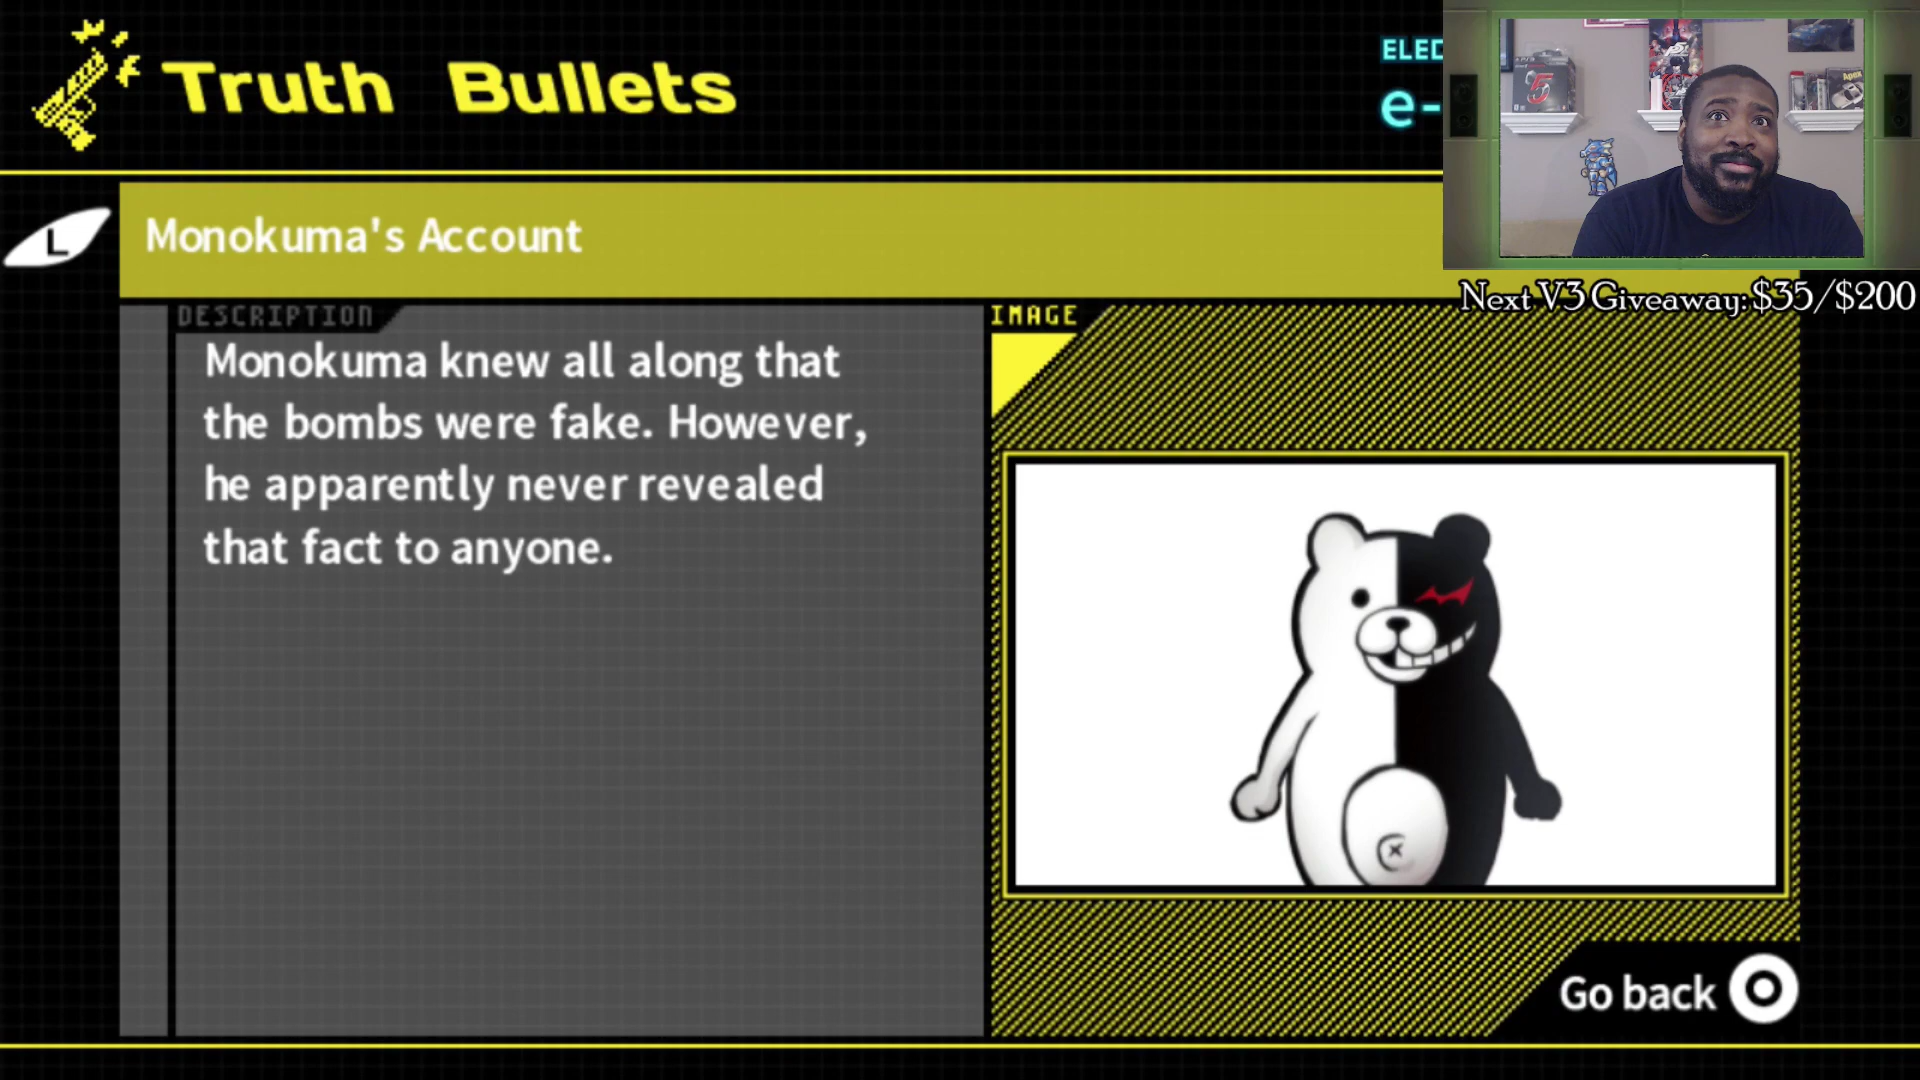 Truth Bullets
ELEC
e-
L
Monokuma's Account
Next V3 Giveaway: $35/$200
DESCRIPTION
Monokuma knew all along that
the bombs were fake. However,
he apparently never revealed
that fact to anyone.
IMAGE
Go back